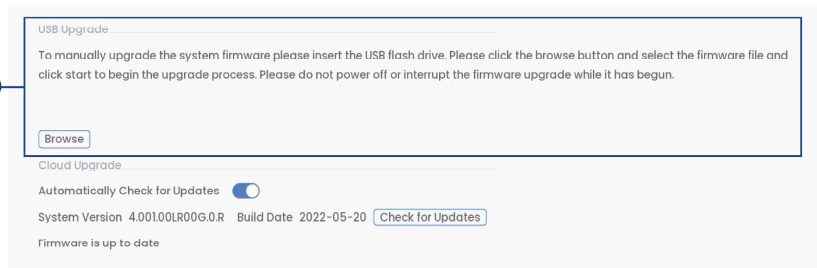 USB Upgrade
To manually upgrade the system firmware please insert the USB flash drive. Please click the browse button and select the firmware file and
click start to begin the upgrade process. Please do not power off or interrupt the firmware upgrade while it has begun.
Browse
Cloud Upgrade
Automatically Check for Updates
System Version 4.001.00LR00G.0.R Build Date 2022-05-20 Check for Updates
Firmware is up to date